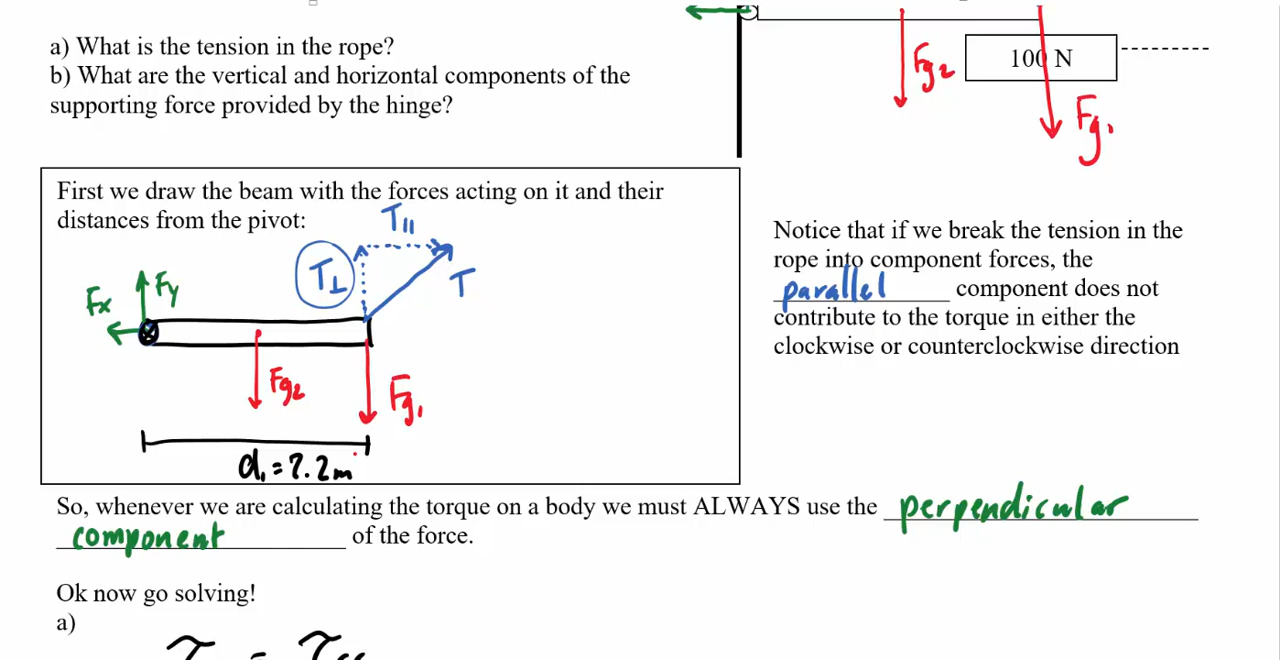 a) What is the tension in the rope?
b) What are the vertical and horizontal components of the
supporting force provided by the hinge?
Fg2
100 N
Fg1
First we draw the beam with the forces acting on it and their
distances from the pivot:
T||
T⊥
T
Fx
Fy
Fg2
Fg1
d1 = 2.2m
Notice that if we break the tension in the
rope into component forces, the
parallel component does not
contribute to the torque in either the
clockwise or counterclockwise direction
So, whenever we are calculating the torque on a body we must ALWAYS use the perpendicular
component of the force.
Ok now go solving!
a)